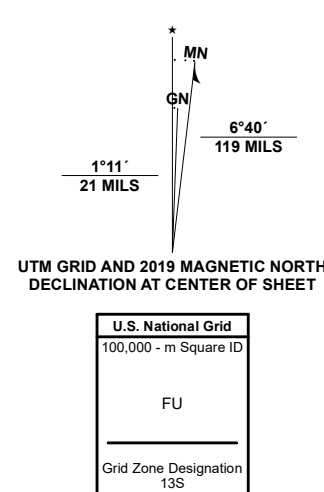 ★
MN
GN
6°40´
119 MILS
1°11´
21 MILS
UTM GRID AND 2019 MAGNETIC NORTH
DECLINATION AT CENTER OF SHEET
U.S. National Grid
100,000 - m Square ID
FU
Grid Zone Designation
13S